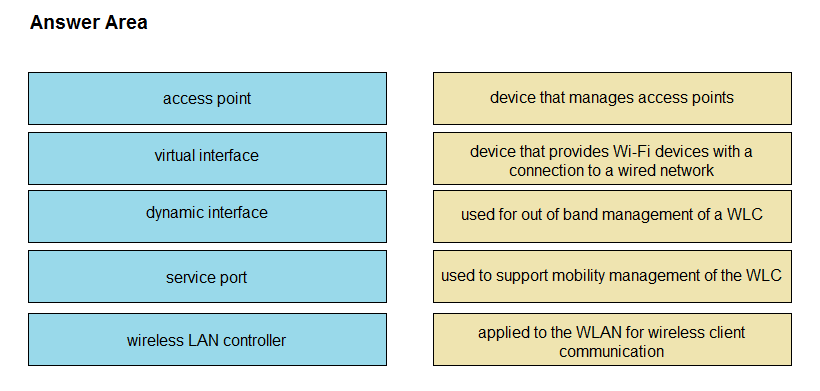 Answer Area
access point
device that manages access points
virtual interface
device that provides Wi-Fi devices with a
connection to a wired network
dynamic interface
used for out of band management of a WLC
service port
used to support mobility management of the WLC
wireless LAN controller
applied to the WLAN for wireless client
communication